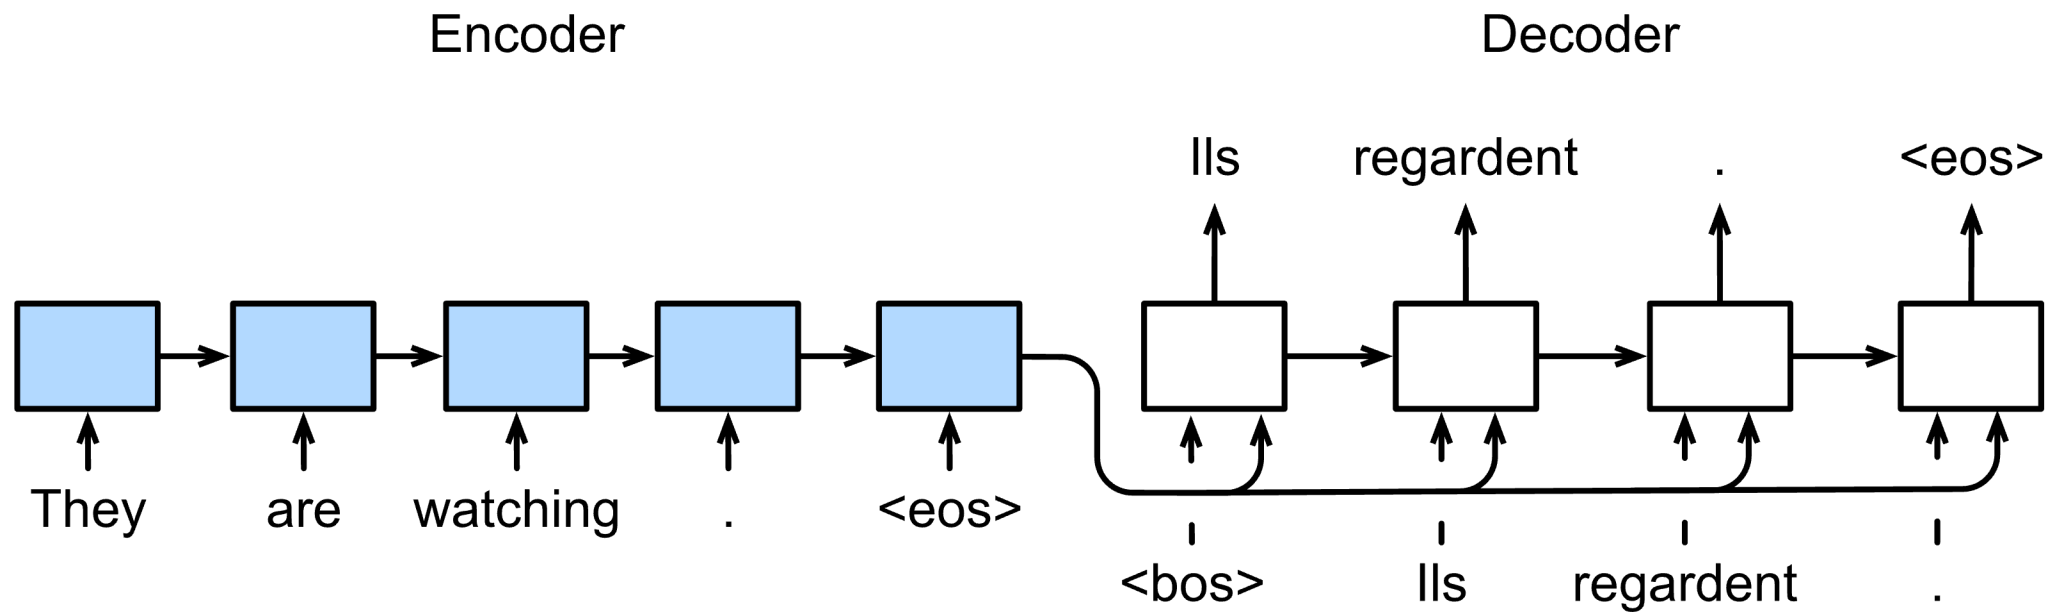 Encoder Decoder
Ils regardent . <eos>
They are watching . <eos>
<bos> Ils regardent .